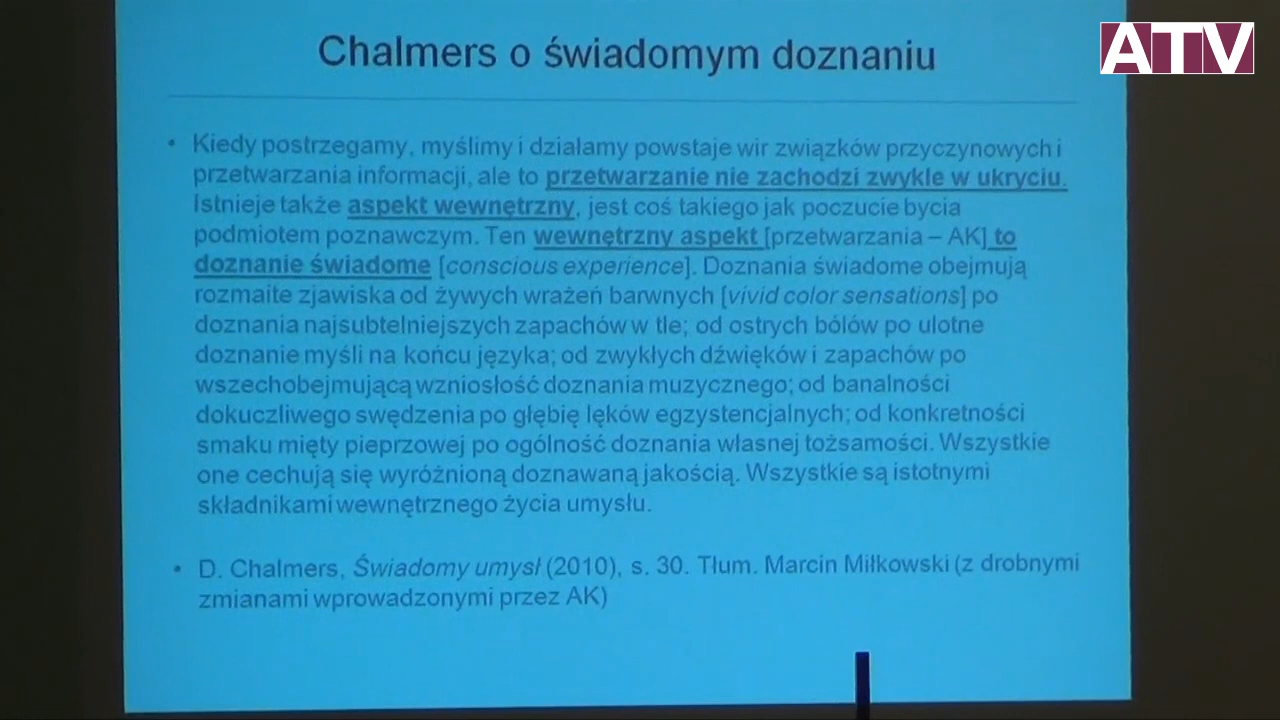 ATV
Chalmers o świadomym doznaniu
• Kiedy postrzegamy, myślimy i działamy powstaje wir związków przyczynowych i
przetwarzania informacji, ale to przetwarzanie nie zachodzi zwykle w ukryciu.
Istnieje także aspekt wewnętrzny, jest coś takiego jak poczucie bycia
podmiotem poznawczym. Ten wewnętrzny aspekt [przetwarzania – AK] to
doznanie świadome [conscious experience]. Doznania świadome obejmują
rozmaite zjawiska od żywych wrażeń barwnych [vivid color sensations] po
doznania najsubtelniejszych zapachów w tle; od ostrych bólów po ulotne
doznanie myśli na końcu języka; od zwykłych dźwięków i zapachów po
wszechobejmującą wzniosłość doznania muzycznego; od banalności
dokuczliwego swędzenia po głębię lęków egzystencjalnych; od konkretności
smaku mięty pieprzowej po ogólność doznania własnej tożsamości. Wszystkie
one cechują się wyróżnioną doznawaną jakością. Wszystkie są istotnymi
składnikami wewnętrznego życia umysłu.
• D. Chalmers, Świadomy umysł (2010), s. 30. Tłum. Marcin Miłkowski (z drobnymi
zmianami wprowadzonymi przez AK)